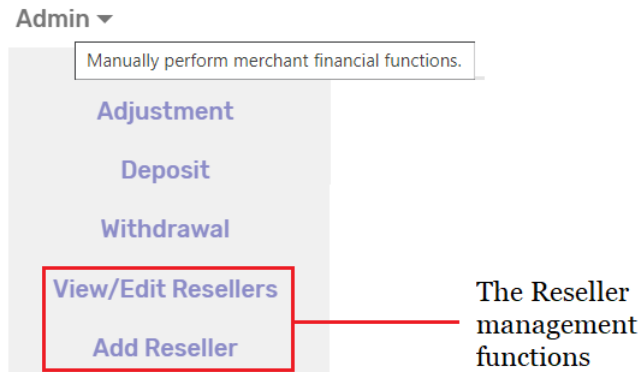 Admin
Manually perform merchant financial functions.
Adjustment
Deposit
Withdrawal
View/Edit Resellers
Add Reseller
The Reseller
management
functions